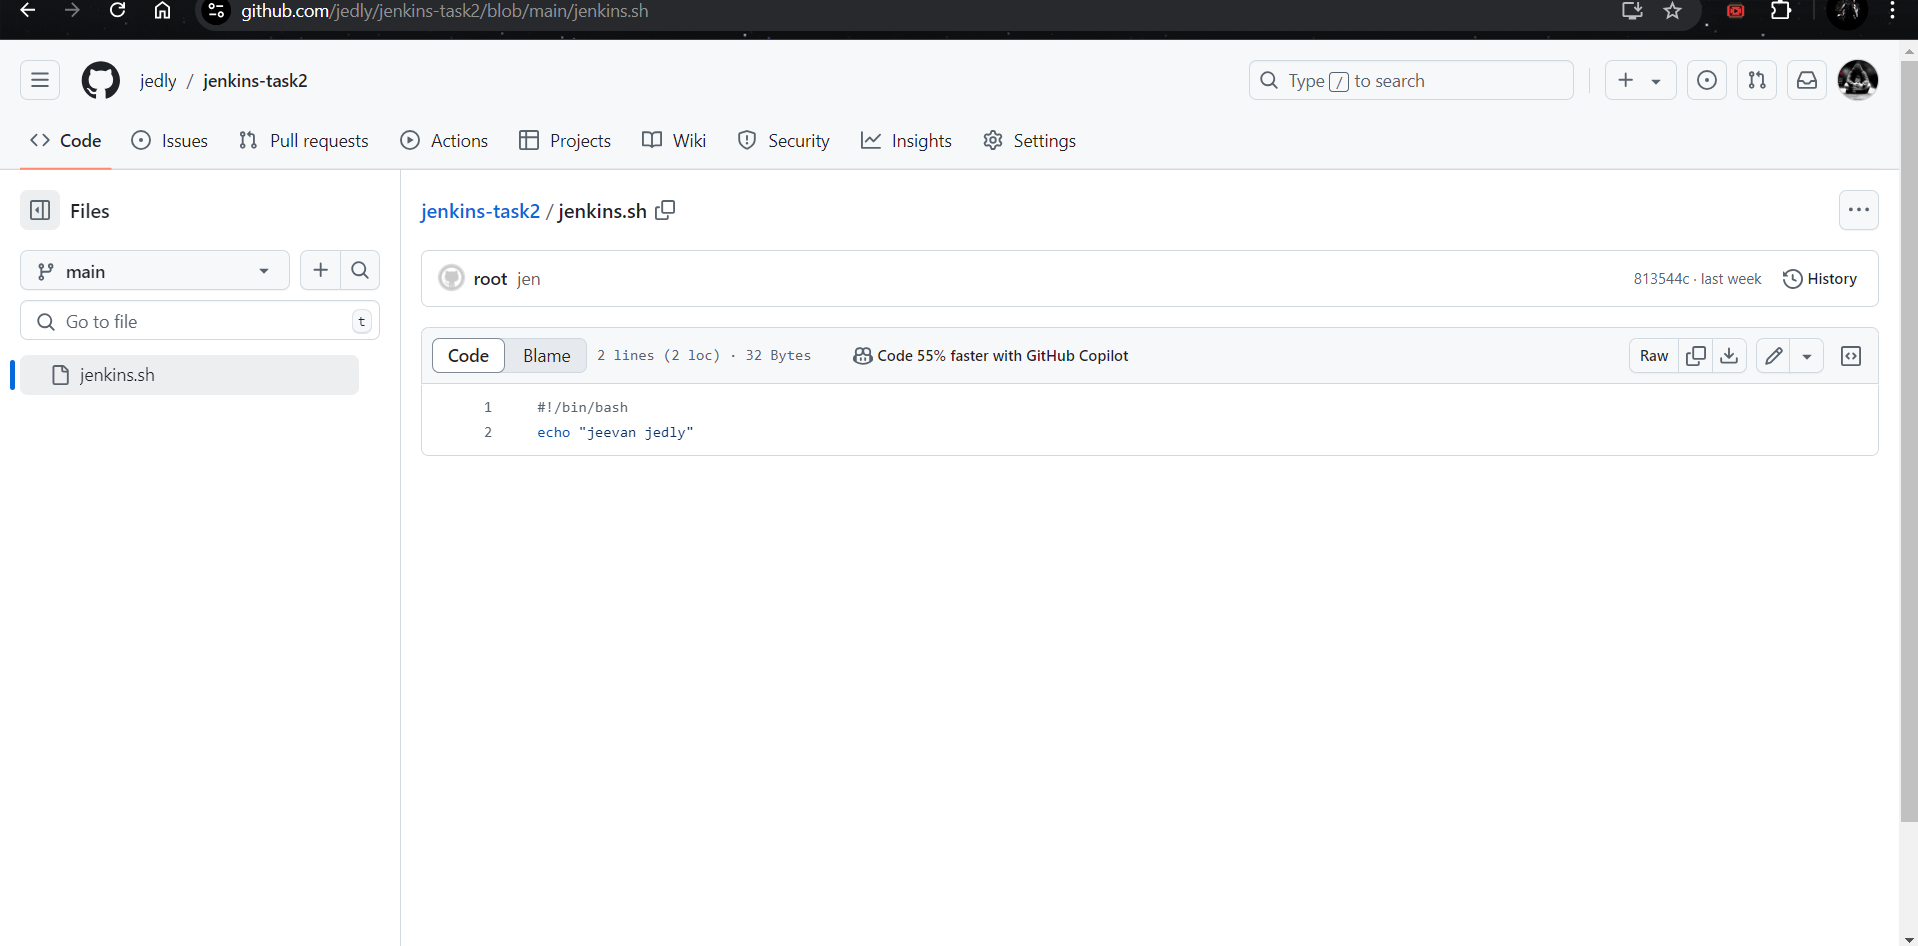 github.com/jedly/jenkins-task2/blob/main/jenkins.sh
jedly / jenkins-task2
Type / to search
Code Issues Pull requests Actions Projects Wiki Security Insights Settings
Files
main
Go to file t
jenkins.sh
jenkins-task2 / jenkins.sh
root jen
813544c · last week History
Code Blame 2 lines (2 loc) · 32 Bytes Code 55% faster with GitHub Copilot Raw
1 #!/bin/bash
2 echo "jeevan jedly"